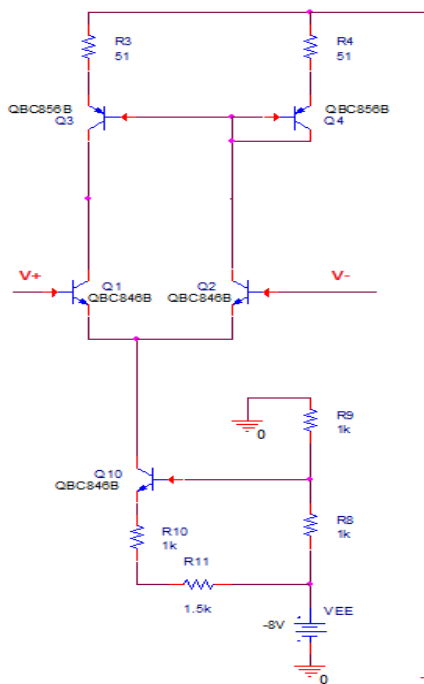 R3
51
R4
51
QBC856B
Q3
QBC856B
Q4
V+
Q1
QBC846B
Q2
QBC846B
V-
R9
1k
0
Q10
QBC846B
R10
1k
R8
1k
R11
1.5k
VEE
-8V
0